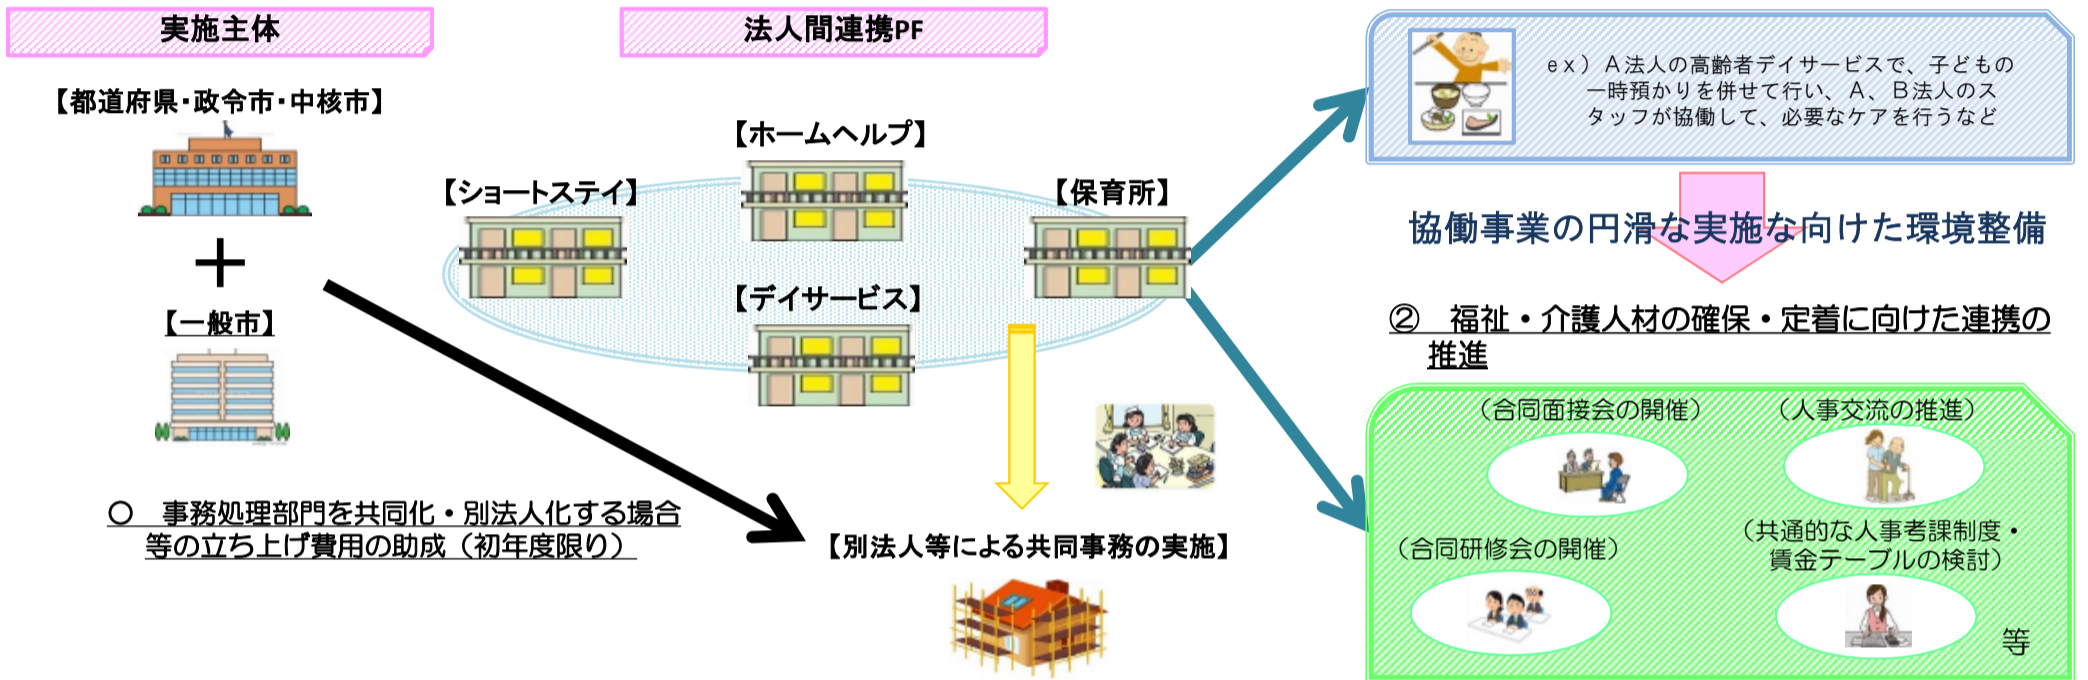 実施主体
法人間連携PF
【都道府県・政令市・中核市】
【一般市】
【ホームヘルプ】
【ショートステイ】
【保育所】
【デイサービス】
○　事務処理部門を共同化・別法人化する場合
等の立ち上げ費用の助成（初年度限り）
【別法人等による共同事務の実施】
ex）A法人の高齢者デイサービスで、子どもの
一時預かりを併せて行い、A、B法人のス
タッフが協働して、必要なケアを行うなど
協働事業の円滑な実施な向けた環境整備
②　福祉・介護人材の確保・定着に向けた連携の
推進
（合同面接会の開催）
（人事交流の推進）
（合同研修会の開催）
（共通的な人事考課制度・
賃金テーブルの検討）
等